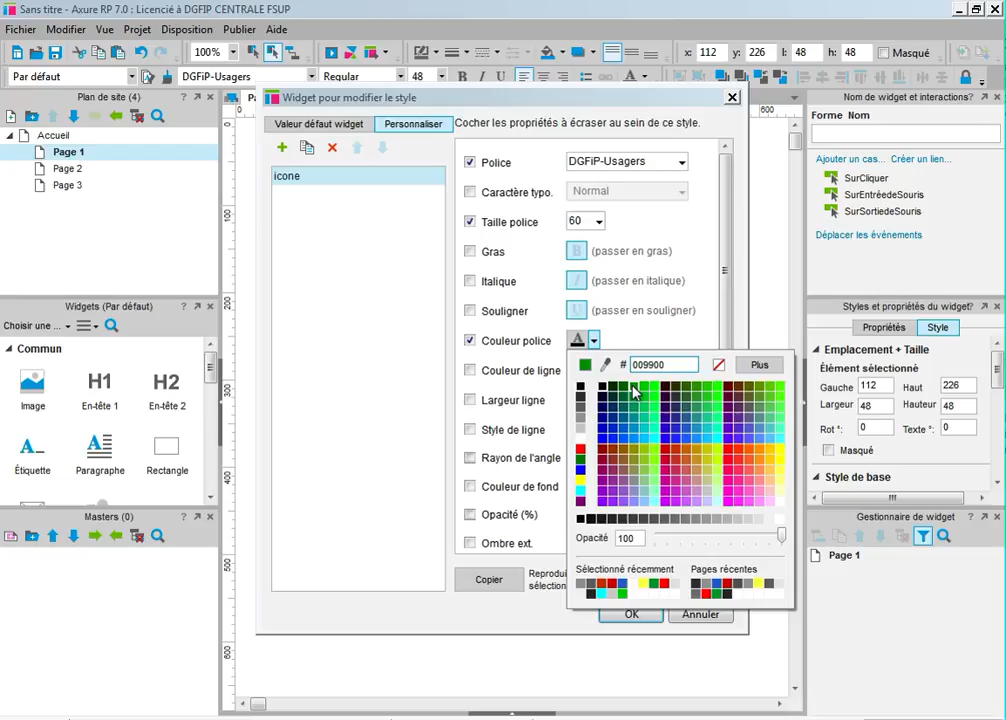 Sans titre - Axure RP 7.0 : Licencié à DGFIP CENTRALE FSUP
Fichier Modifier Vue Projet Disposition Publier Aide
100% x: 112 y: 226 l: 48 h: 48 Masqué
Par défaut DGFiP-Usagers Regular 48 B I U A
Plan de site (4)
Accueil
Page 1
Page 2
Page 3
Widgets (Par défaut)
Choisir une ...
Commun
Image En-tête 1 En-tête 2
H1 H2
Étiquette Paragraphe Rectangle
Masters (0)
0 600
0
100
200
300
400
500
600
Widget pour modifier le style
Valeur défaut widget Personnaliser Cocher les propriétés à écraser au sein de ce style.
icone
Police DGFiP-Usagers
Caractère typo. Normal
Taille police 60
Gras B (passer en gras)
Italique I (passer en italique)
Souligner U (passer en souligner)
Couleur police A
Couleur de ligne
Largeur ligne
Style de ligne
Rayon de l'angle
Couleur de fond
Opacité (%)
Ombre ext.
Copier
OK Annuler
# 009900 Plus
Opacité 100
Sélectionné récemment Pages récentes
Nom de widget et interactions
Forme Nom
Ajouter un cas... Créer un lien...
SurCliquer
SurEntréedeSouris
SurSortiedeSouris
Déplacer les événements
Styles et propriétés du widget
Propriétés Style
Emplacement + Taille
Élément sélectionné
Gauche 112 Haut 226
Largeur 48 Hauteur 48
Rot °: 0 Texte °: 0
Masqué
Style de base
Gestionnaire de widget
Page 1